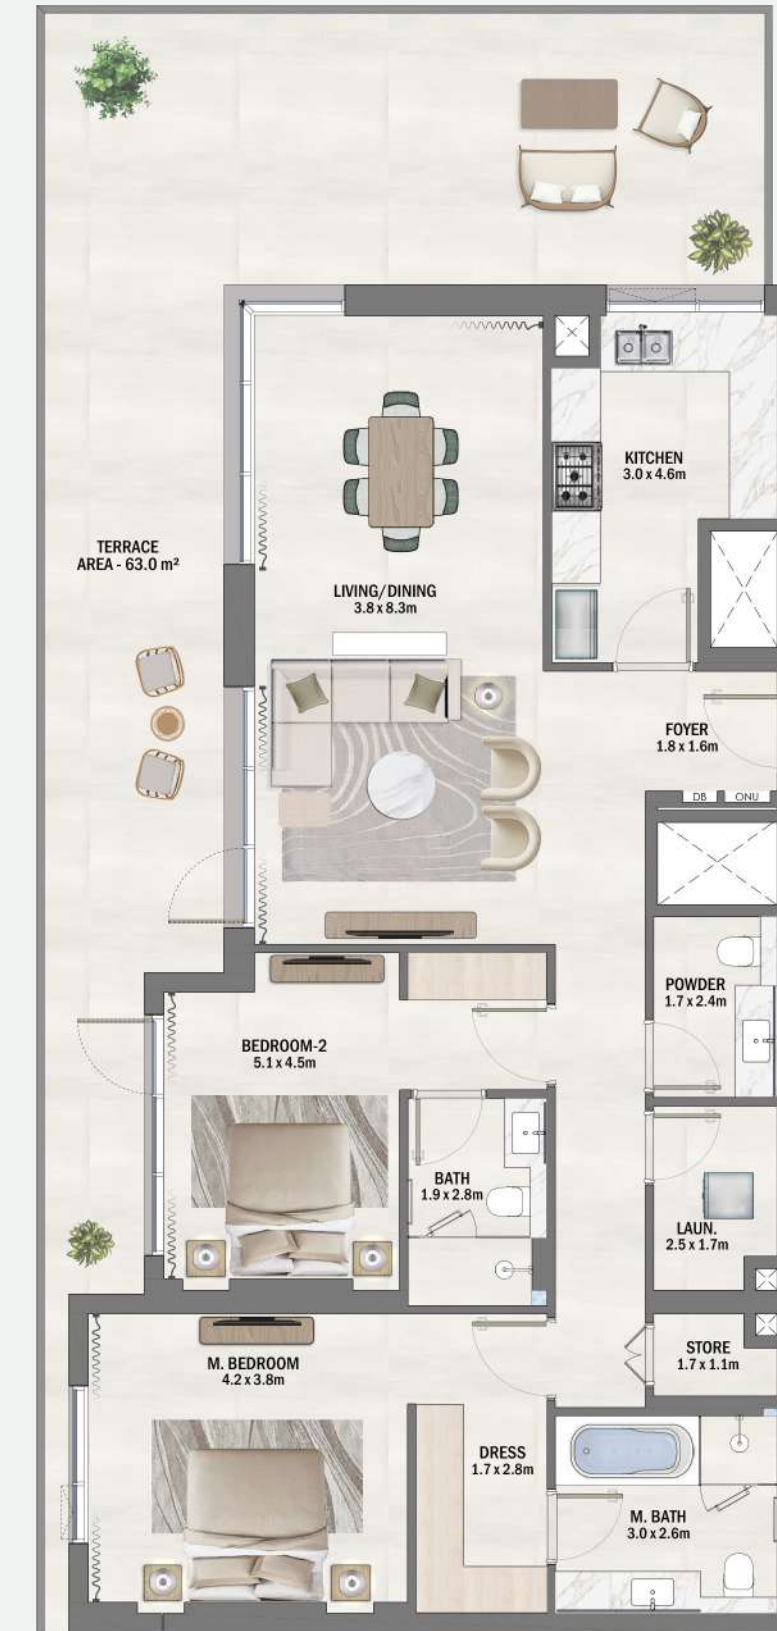 KITCHEN
3.0 x 4.6m
TERRACE
AREA - 63.0 m²
LIVING/DINING
3.8 x 8.3m
FOYER
1.8 x 1.6m
DB
ONU
POWDER
1.7 x 2.4m
BEDROOM-2
5.1 x 4.5m
BATH
1.9 x 2.8m
LAUN.
2.5 x 1.7m
STORE
1.7 x 1.1m
M. BEDROOM
4.2 x 3.8m
DRESS
1.7 x 2.8m
M. BATH
3.0 x 2.6m